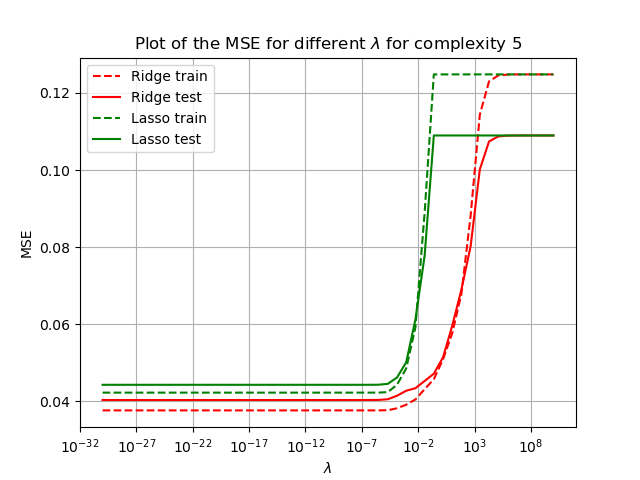 Plot of the MSE for different λ for complexity 5
Ridge train
Ridge test
Lasso train
Lasso test
0.12
0.10
0.08
0.06
0.04
MSE
10⁻³² 10⁻²⁷ 10⁻²² 10⁻¹⁷ 10⁻¹² 10⁻⁷ 10⁻² 10³ 10⁸
λ